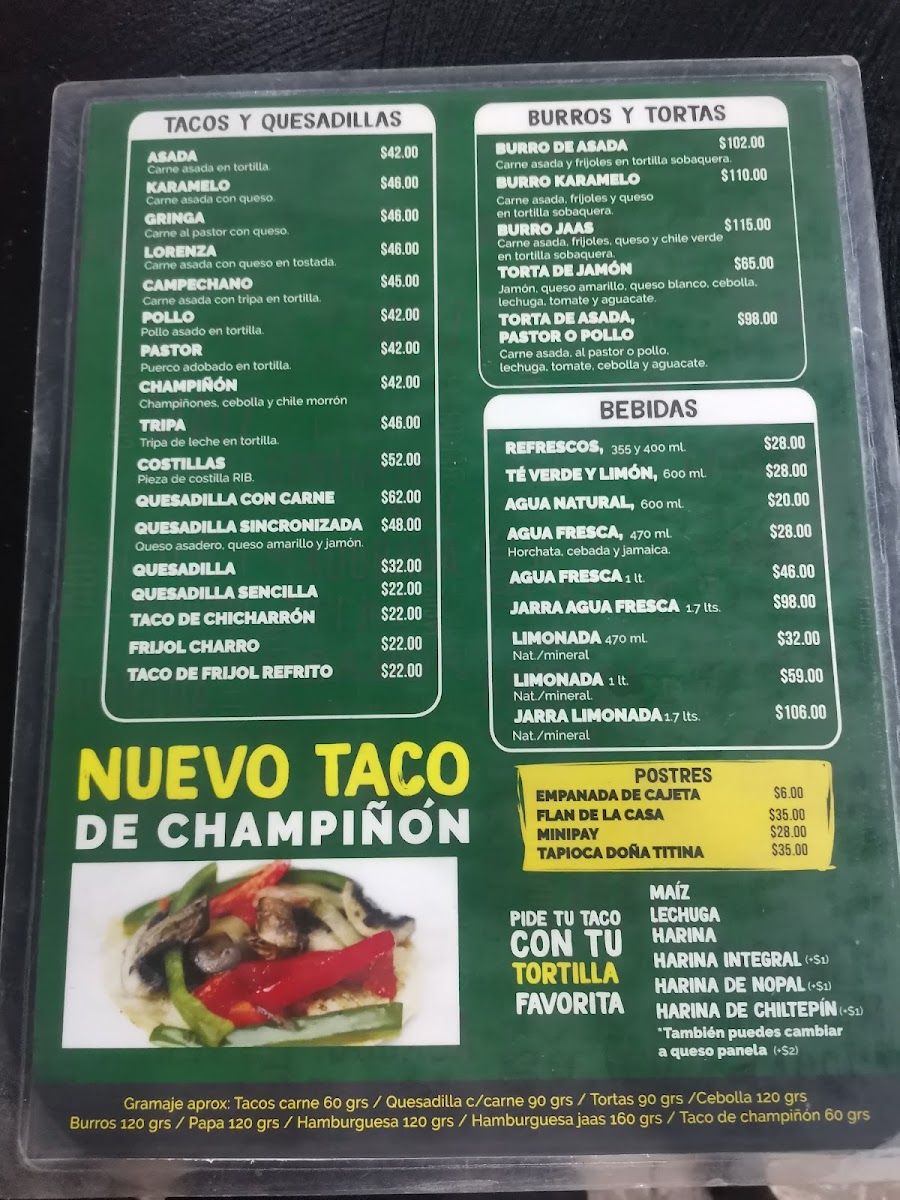 TACOS Y QUESADILLAS
ASADA $42.00
Carne asada en tortilla.
KARAMELO $46.00
Carne asada con queso.
GRINGA $46.00
Carne al pastor con queso.
LORENZA $46.00
Carne asada con queso en tostada.
CAMPECHANO $45.00
Carne asada con tripa en tortilla.
POLLO $42.00
Pollo asado en tortilla.
PASTOR $42.00
Puerco adobado en tortilla.
CHAMPIÑÓN $42.00
Champiñones, cebolla y chile morrón
TRIPA $46.00
Tripa de leche en tortilla.
COSTILLAS $52.00
Pieza de costilla RIB.
QUESADILLA CON CARNE $62.00
QUESADILLA SINCRONIZADA $48.00
Queso asadero, queso amarillo y jamón.
QUESADILLA $32.00
QUESADILLA SENCILLA $22.00
TACO DE CHICHARRÓN $22.00
FRIJOL CHARRO $22.00
TACO DE FRIJOL REFRITO $22.00
NUEVO TACO
DE CHAMPIÑÓN
BURROS Y TORTAS
BURRO DE ASADA $102.00
Carne asada y frijoles en tortilla sobaquera.
BURRO KARAMELO $110.00
Carne asada, frijoles y queso
en tortilla sobaquera.
BURRO JAAS $115.00
Carne asada, frijoles, queso y chile verde
en tortilla sobaquera.
TORTA DE JAMÓN $65.00
Jamón, queso amarillo, queso blanco, cebolla,
lechuga, tomate y aguacate.
TORTA DE ASADA, $98.00
PASTOR O POLLO
Carne asada, al pastor o pollo,
lechuga, tomate, cebolla y aguacate.
BEBIDAS
REFRESCOS, 355 y 400 ml. $28.00
TÉ VERDE Y LIMÓN, 600 ml. $28.00
AGUA NATURAL, 600 ml. $20.00
AGUA FRESCA, 470 ml. $28.00
Horchata, cebada y jamaica.
AGUA FRESCA 1 lt. $46.00
JARRA AGUA FRESCA 1.7 lts. $98.00
LIMONADA 470 ml. $32.00
Nat./mineral
LIMONADA 1 lt. $59.00
Nat./mineral.
JARRA LIMONADA 1.7 lts. $106.00
Nat./mineral
POSTRES
EMPANADA DE CAJETA $6.00
FLAN DE LA CASA $35.00
MINIPAY $28.00
TAPIOCA DOÑA TITINA $35.00
PIDE TU TACO
CON TU
TORTILLA
FAVORITA
MAÍZ
LECHUGA
HARINA
HARINA INTEGRAL (+$1)
HARINA DE NOPAL (+$1)
HARINA DE CHILTEPÍN (+$1)
*También puedes cambiar
a queso panela (+$2)
Gramaje aprox: Tacos carne 60 grs / Quesadilla c/carne 90 grs / Tortas 90 grs /Cebolla 120 grs
Burros 120 grs / Papa 120 grs / Hamburguesa 120 grs / Hamburguesa jaas 160 grs / Taco de champiñón 60 grs